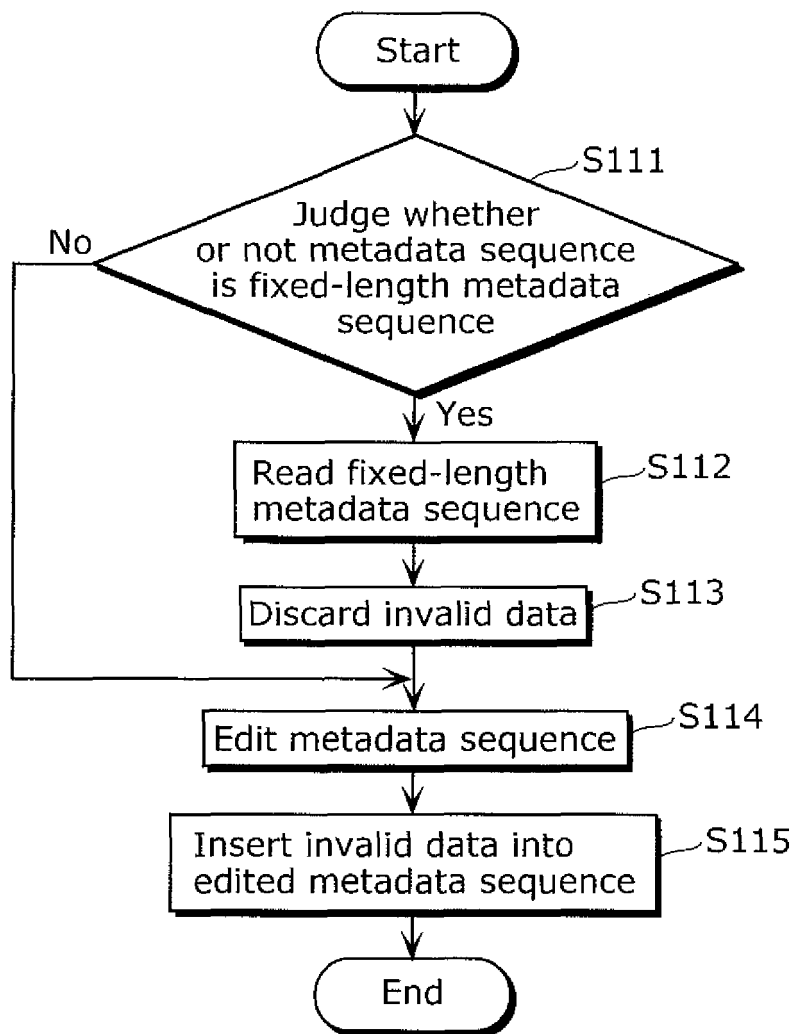 Start
S111
Judge whether
or not metadata sequence
is fixed-length metadata
sequence
No
Yes
Read fixed-length
metadata sequence
S112
Discard invalid data
S113
Edit metadata sequence
S114
Insert invalid data into
edited metadata sequence
S115
End